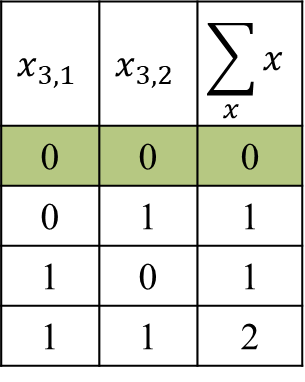 x₃,₁ x₃,₂ ∑ₓ x
0 0 0
0 1 1
1 0 1
1 1 2